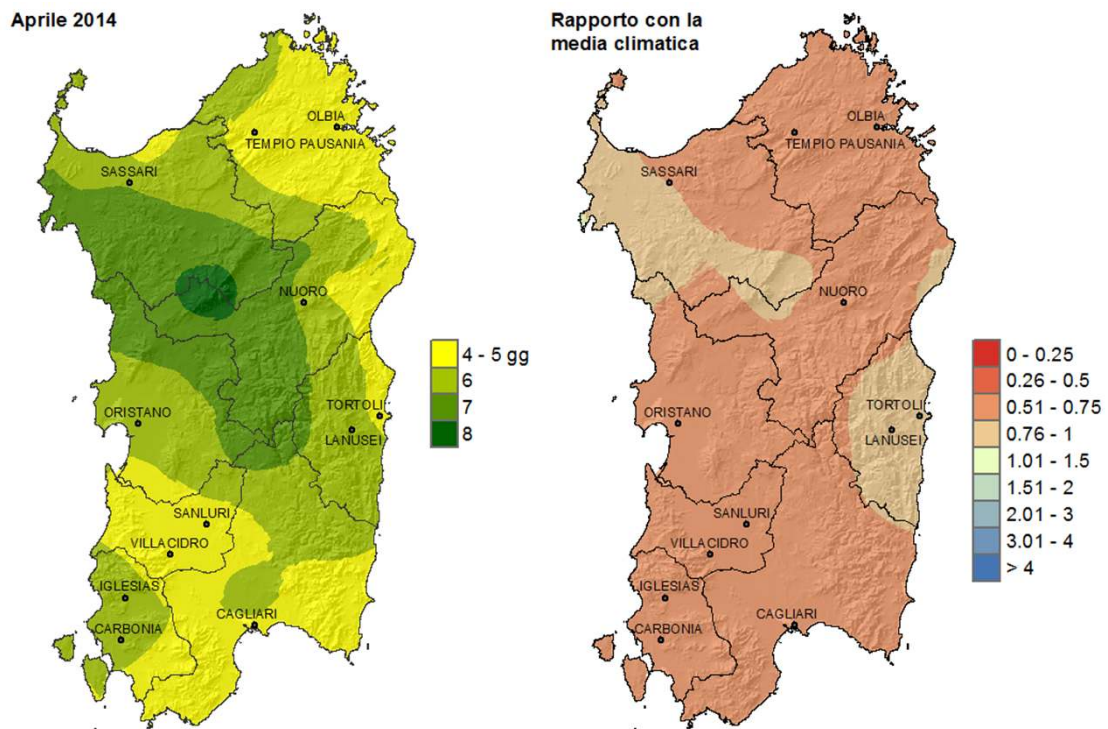 Aprile 2014
OLBIA
TEMPIO PAUSANIA
SASSARI
NUORO
ORISTANO
TORTOLI
LANUSEI
SANLURI
VILLACIDRO
IGLESIAS
CARBONIA
CAGLIARI
4 - 5 gg
6
7
8
Rapporto con la
media climatica
OLBIA
TEMPIO PAUSANIA
SASSARI
NUORO
ORISTANO
TORTOLI
LANUSEI
SANLURI
VILLACIDRO
IGLESIAS
CARBONIA
CAGLIARI
0 - 0.25
0.26 - 0.5
0.51 - 0.75
0.76 - 1
1.01 - 1.5
1.51 - 2
2.01 - 3
3.01 - 4
> 4